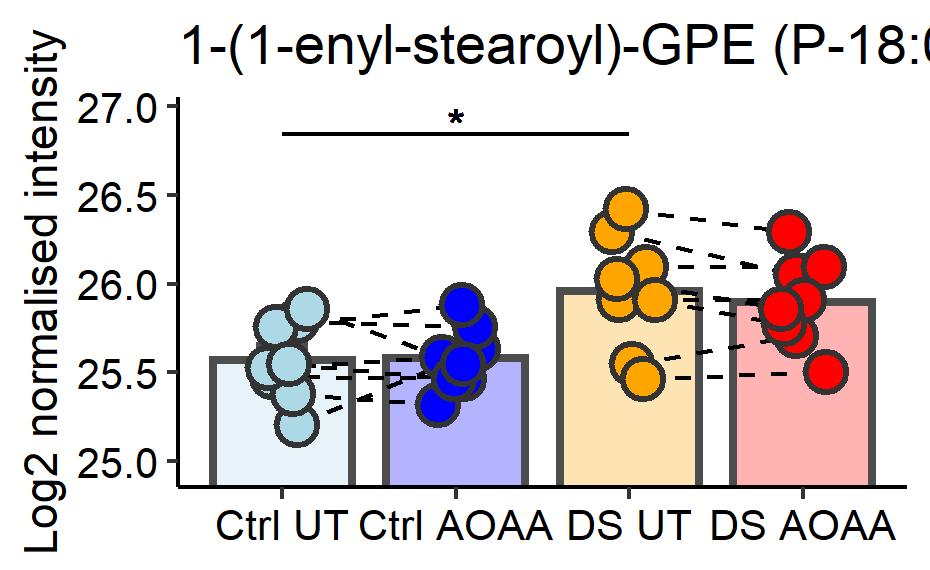 1-(1-enyl-stearoyl)-GPE (P-18:0
Log2 normalised intensity
27.0
*
26.5
26.0
25.5
25.0
Ctrl UT Ctrl AOAA DS UT DS AOAA